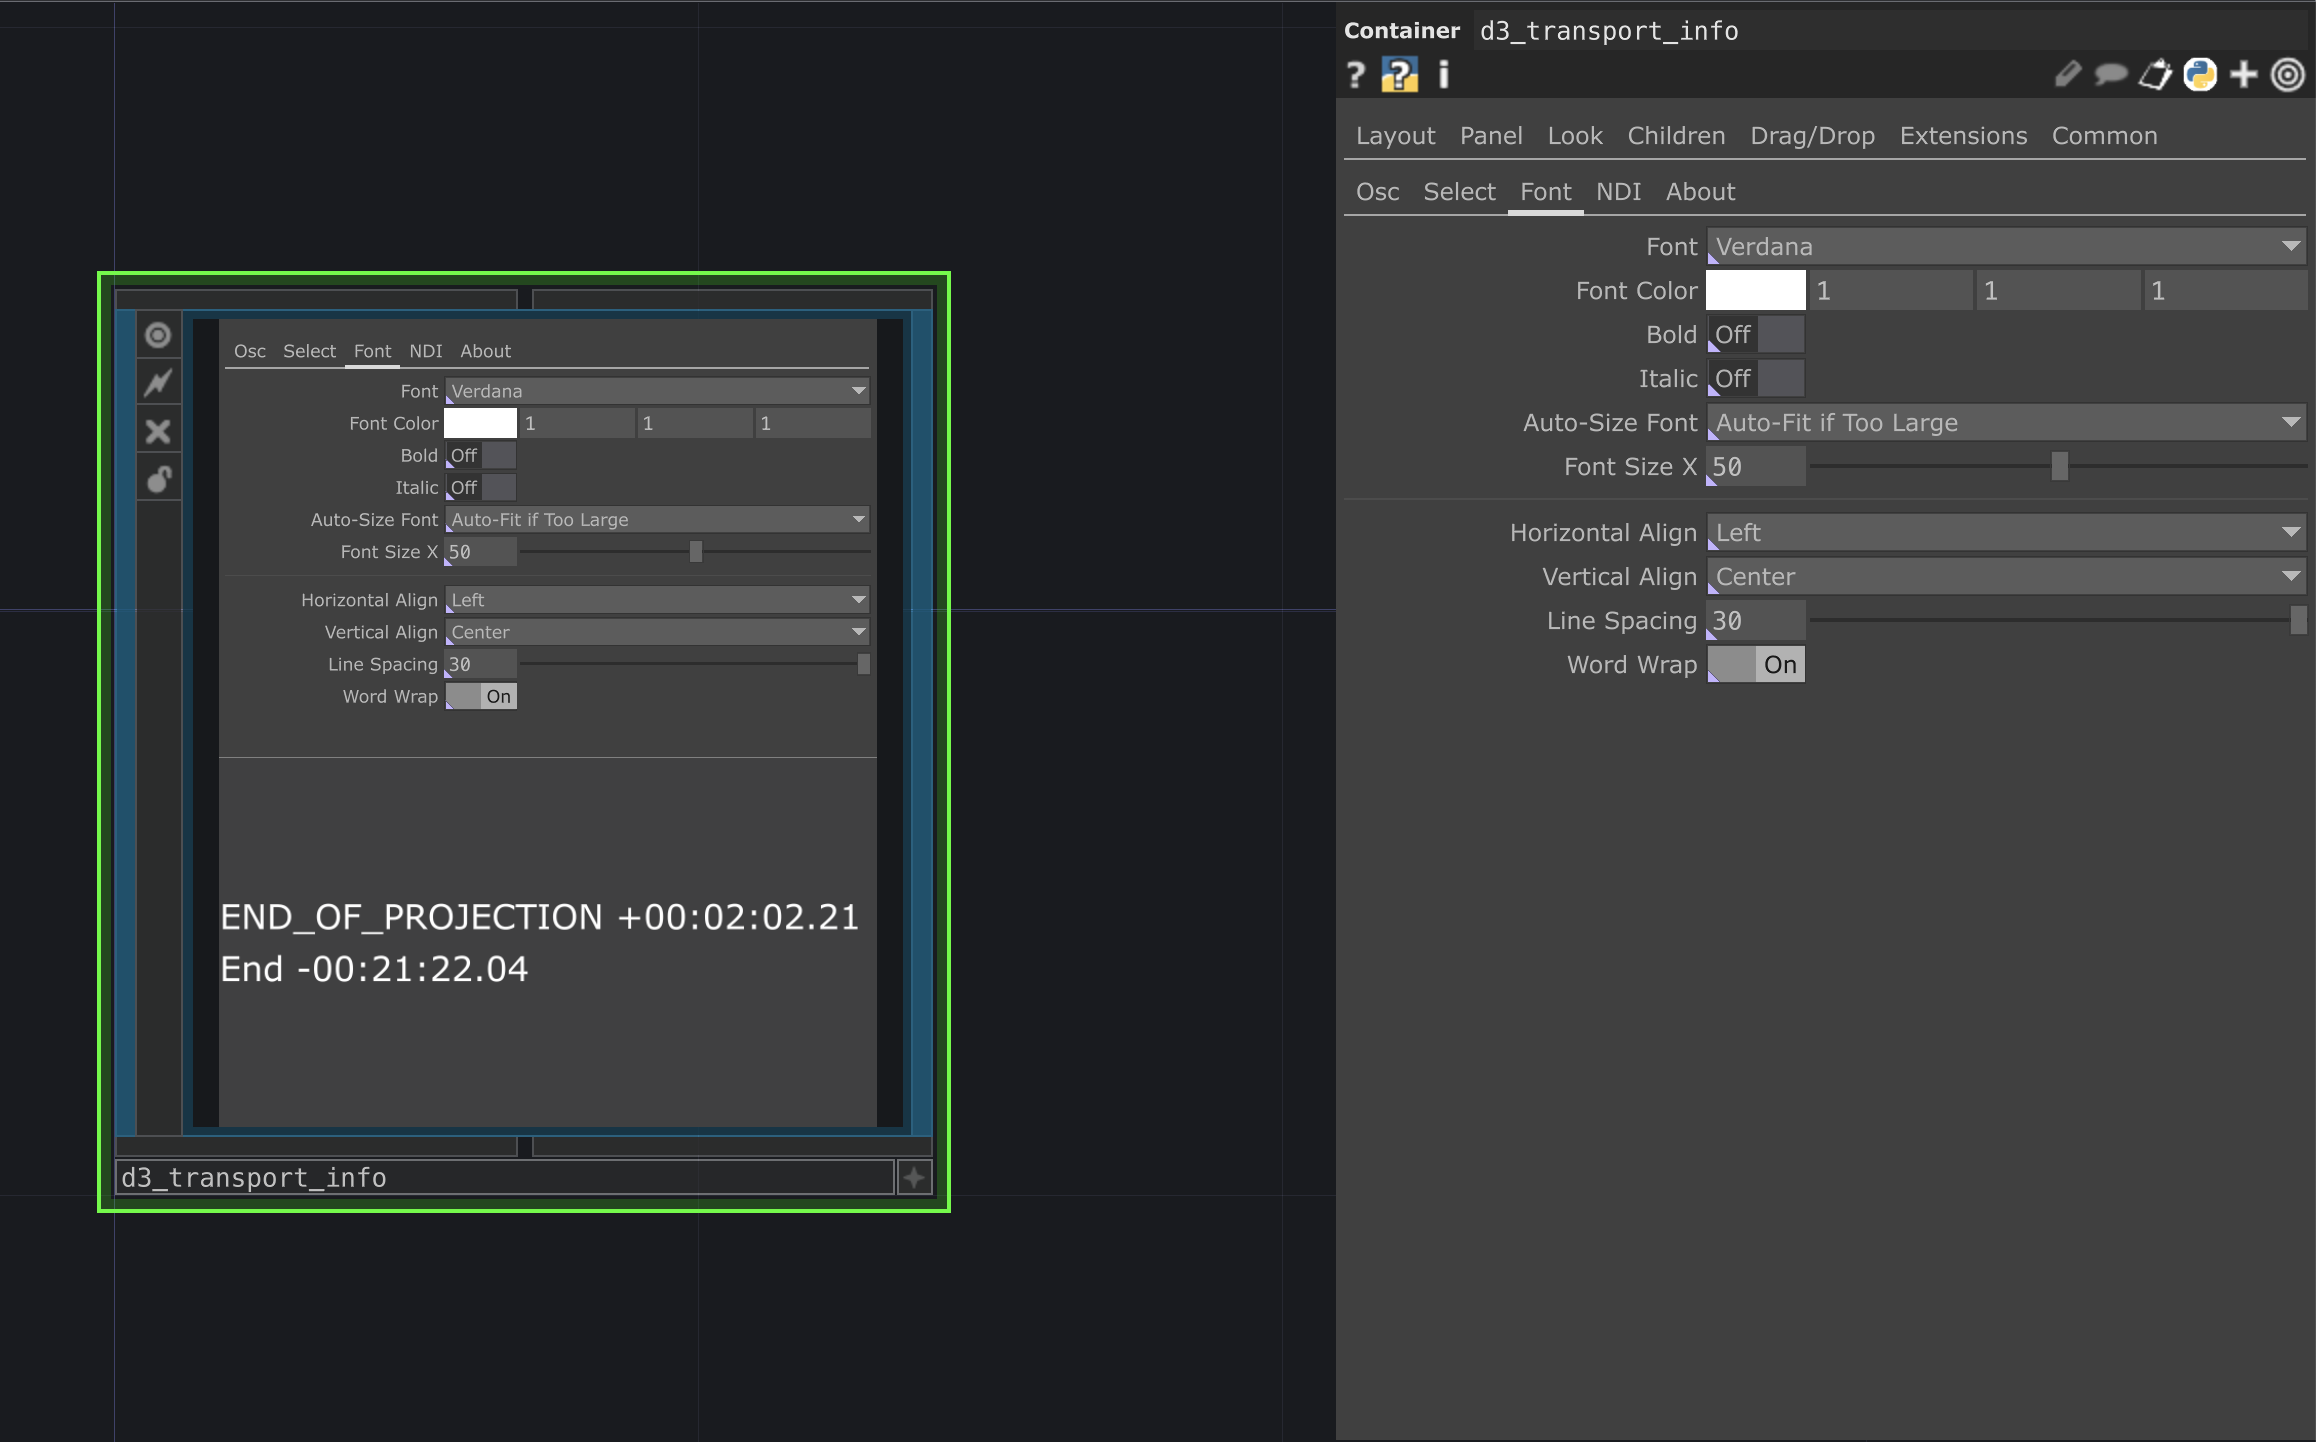 Osc Select Font NDI About
Font Verdana
Font Color 1 1 1
Bold Off
Italic Off
Auto-Size Font Auto-Fit if Too Large
Font Size X 50
Horizontal Align Left
Vertical Align Center
Line Spacing 30
Word Wrap On
END_OF_PROJECTION +00:02:02.21
End -00:21:22.04
d3_transport_info
Container d3_transport_info
? ? i
Layout Panel Look Children Drag/Drop Extensions Common
Osc Select Font NDI About
Font Verdana
Font Color 1 1 1
Bold Off
Italic Off
Auto-Size Font Auto-Fit if Too Large
Font Size X 50
Horizontal Align Left
Vertical Align Center
Line Spacing 30
Word Wrap On